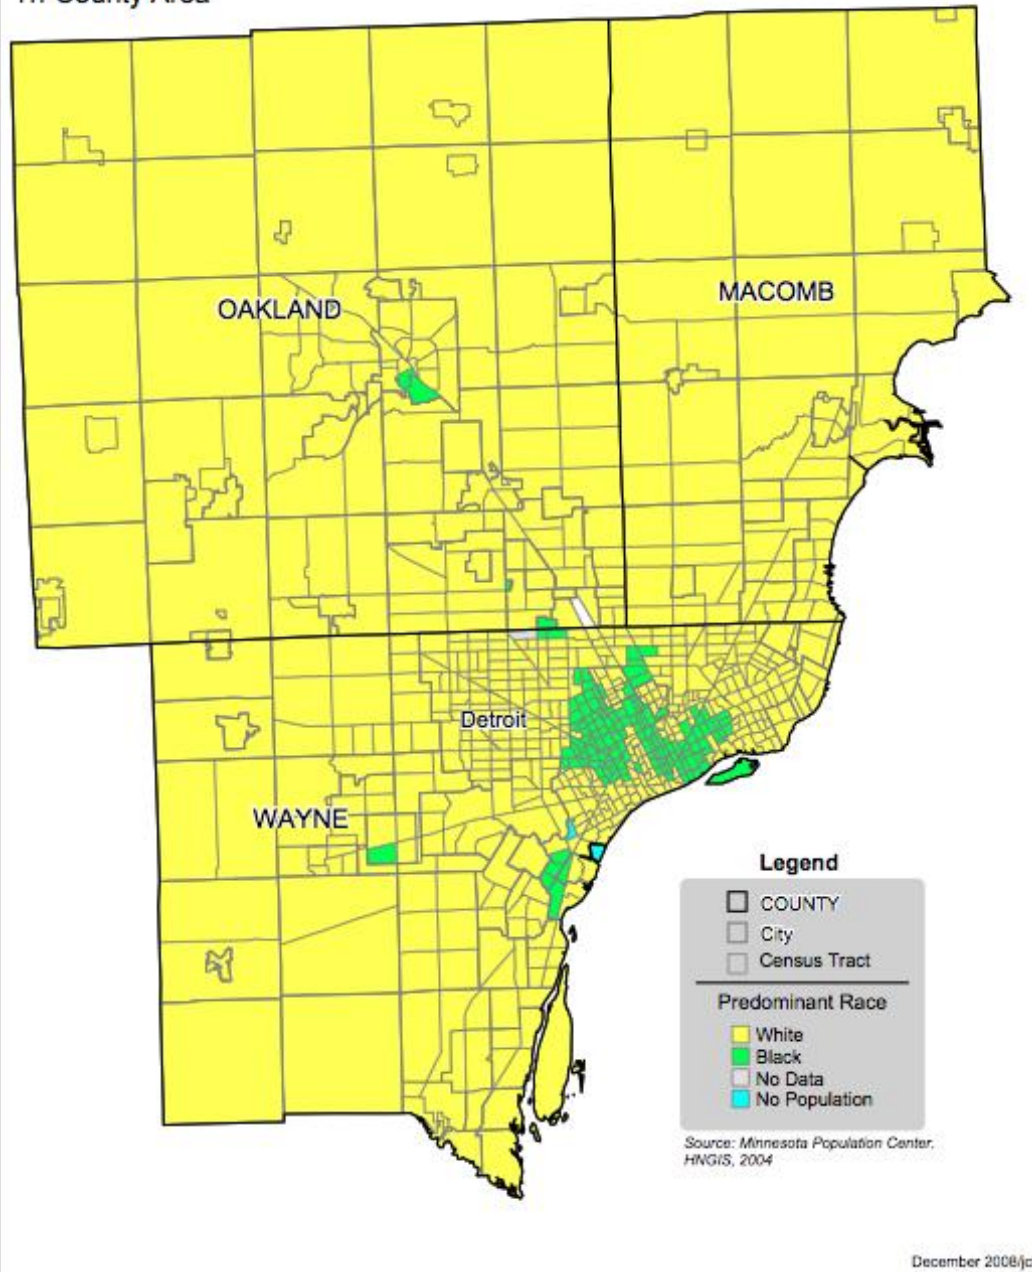 Tri-County Area
OAKLAND
MACOMB
Detroit
WAYNE
Legend
COUNTY
City
Census Tract
Predominant Race
White
Black
No Data
No Population
Source: Minnesota Population Center.
HNGIS, 2004
December 2008/jc